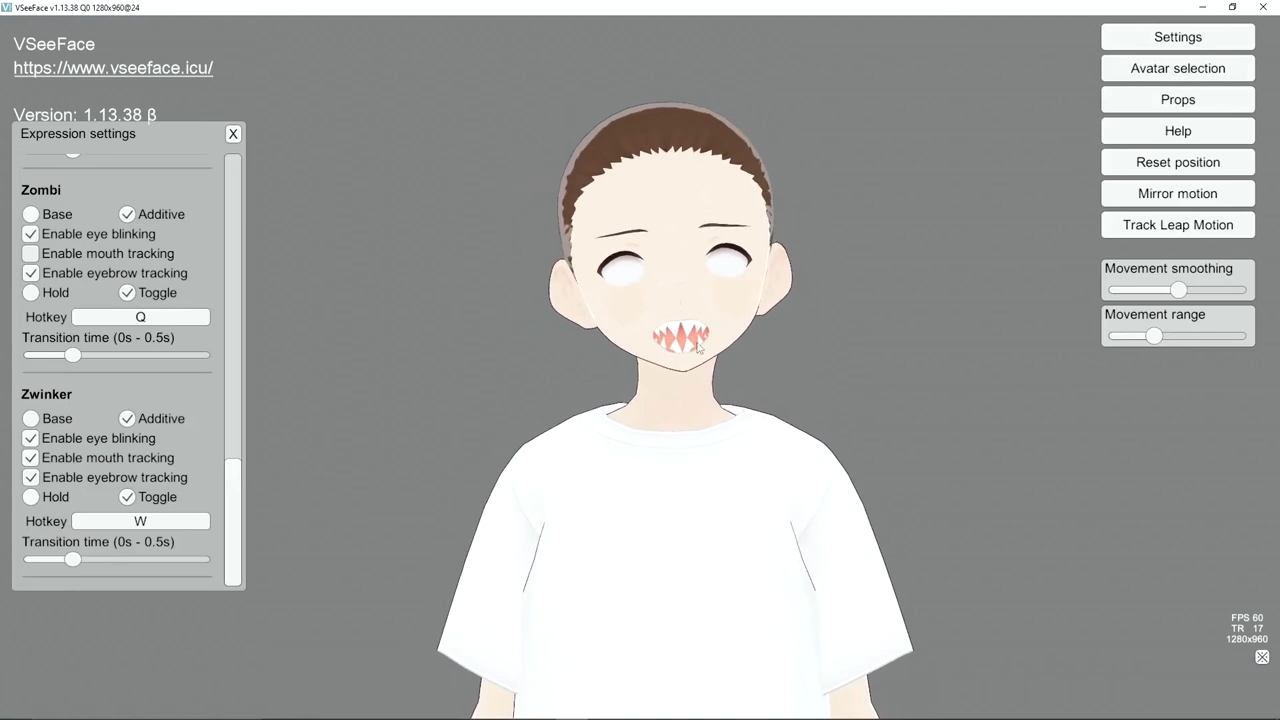 VSeeFace v1.13.38 Q0 1280x960@24
VSeeFace
https://www.vseeface.icu/
Version: 1.13.38 β
Expression settings
X
Zombi
Base Additive
Enable eye blinking
Enable mouth tracking
Enable eyebrow tracking
Hold Toggle
Hotkey Q
Transition time (0s - 0.5s)
Zwinker
Base Additive
Enable eye blinking
Enable mouth tracking
Enable eyebrow tracking
Hold Toggle
Hotkey W
Transition time (0s - 0.5s)
Settings
Avatar selection
Props
Help
Reset position
Mirror motion
Track Leap Motion
Movement smoothing
Movement range
FPS 60
TR 17
1280x960